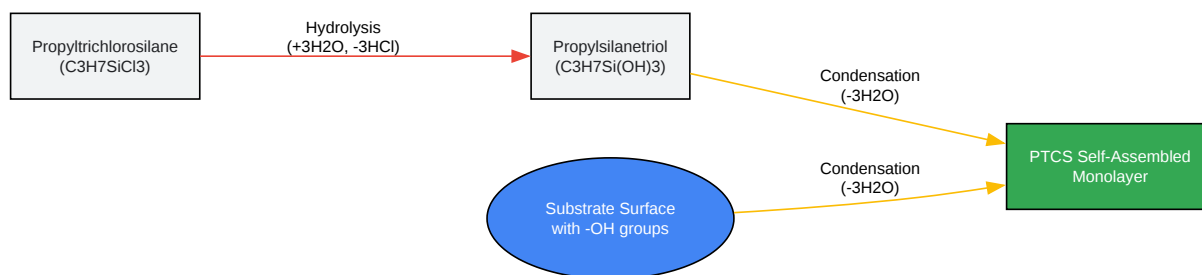 Propyltrichlorosilane
(C3H7SiCl3)
Hydrolysis
(+3H2O, -3HCl)
Propylsilanetriol
(C3H7Si(OH)3)
Condensation
(-3H2O)
Substrate Surface
with -OH groups
Condensation
(-3H2O)
PTCS Self-Assembled
Monolayer